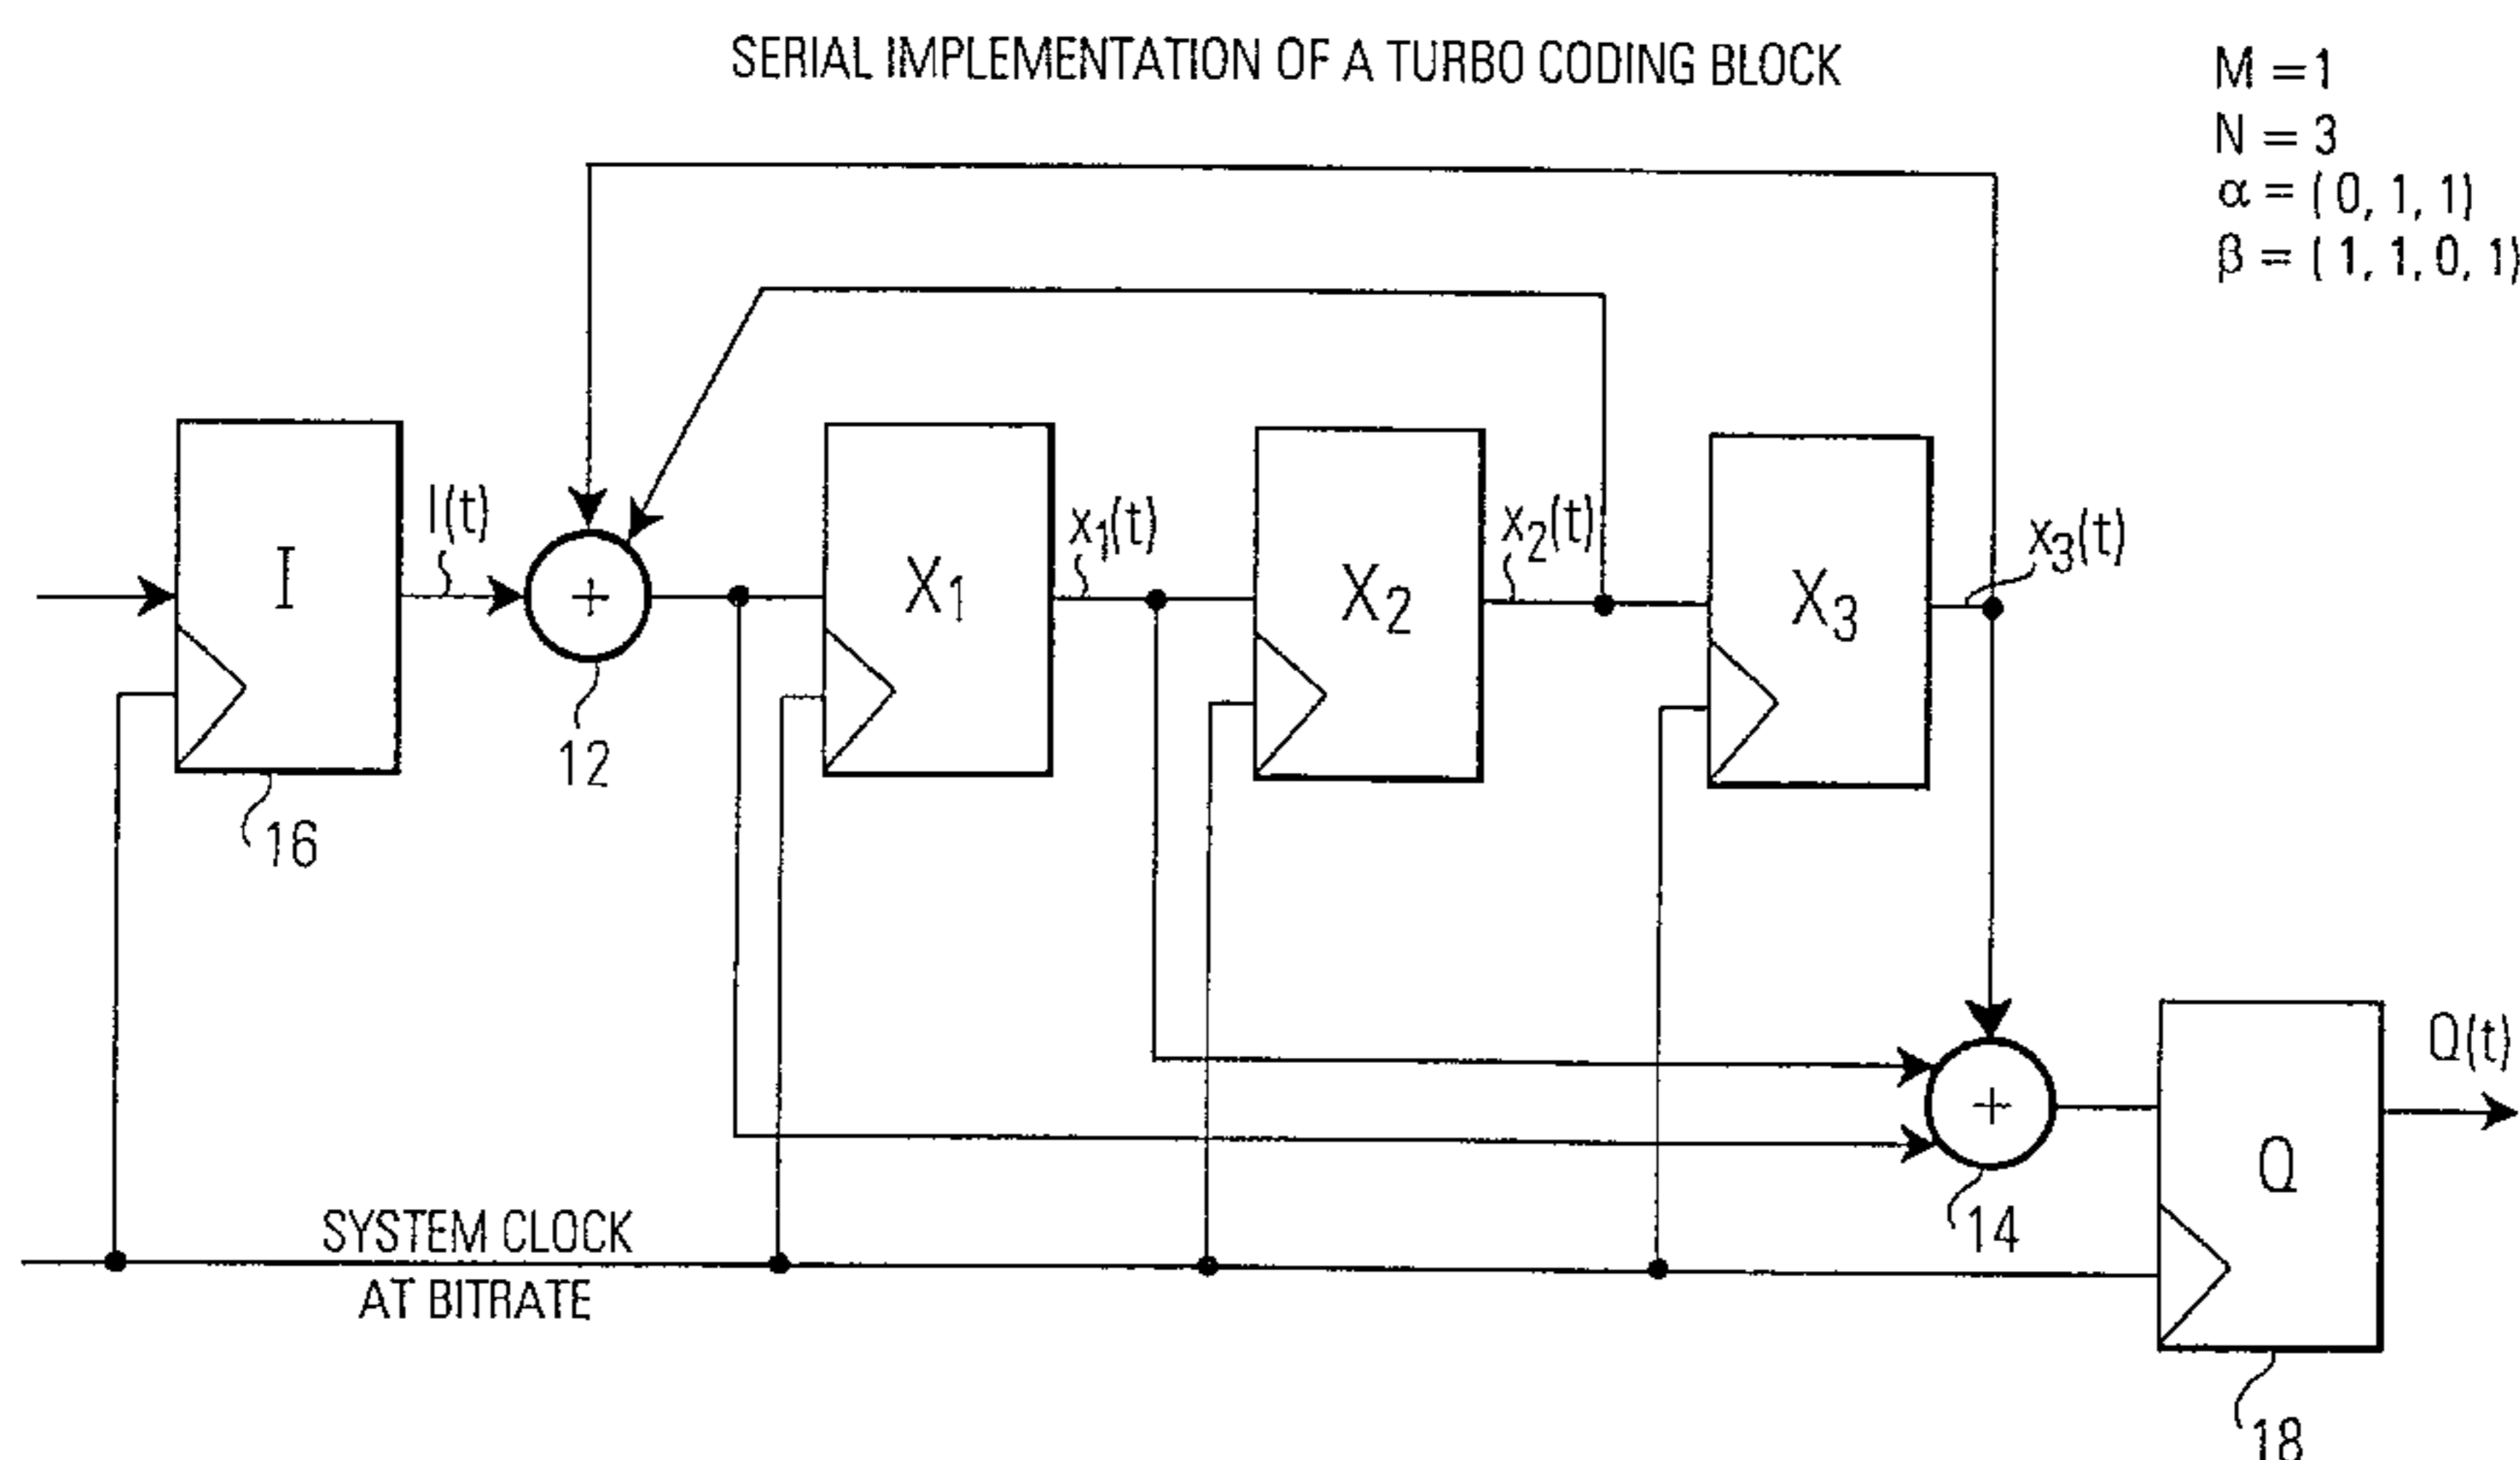 SERIAL IMPLEMENTATION OF A TURBO CODING BLOCK
M = 1
N = 3
α = ( 0, 1, 1)
β = ( 1, 1, 0, 1)
I
I(t)
+
12
16
X1
x1(t)
X2
x2(t)
X3
x3(t)
+
14
Q
Q(t)
18
SYSTEM CLOCK
AT BITRATE